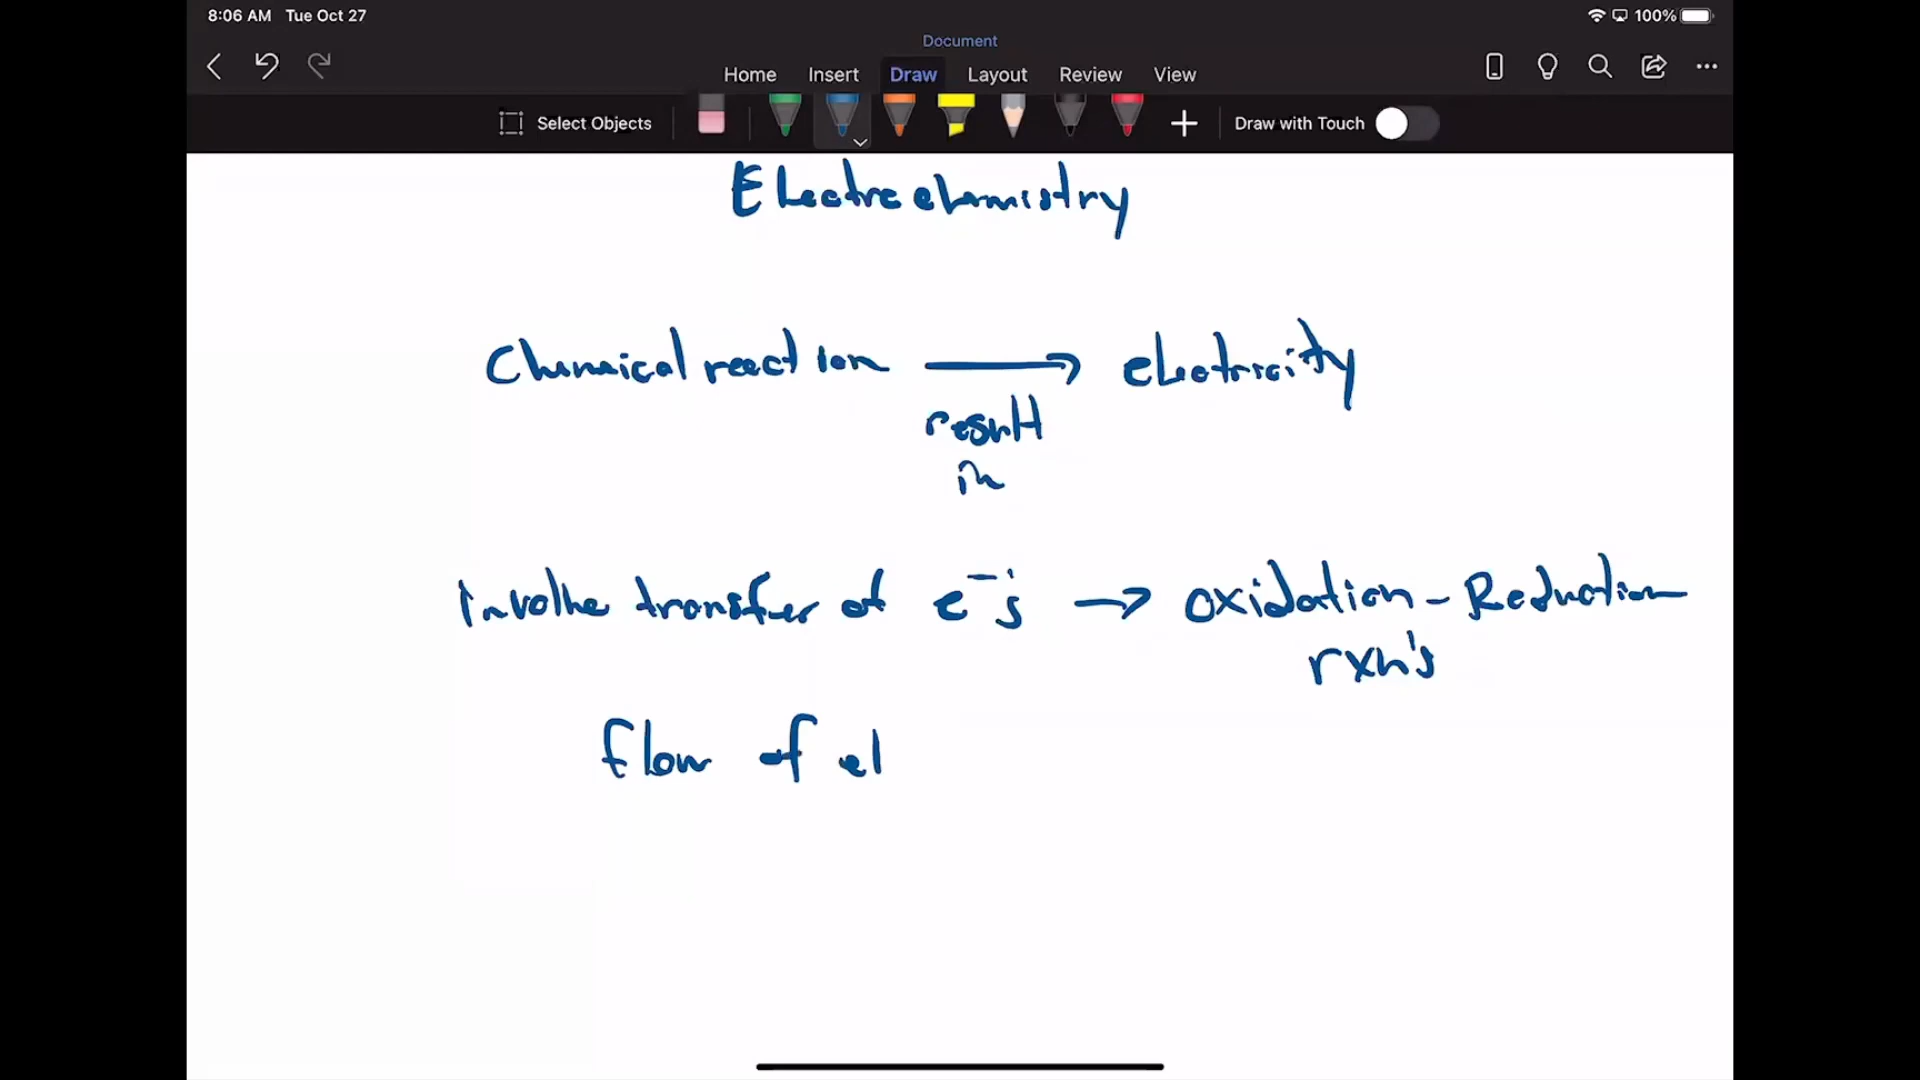 8:06 AM Tue Oct 27
100%
Document
Home Insert Draw Layout Review View
Select Objects
Draw with Touch
Electrochemistry
Chemical reaction → electricity
result
in
Involve transfer of e⁻'s → oxidation - Reduction
rxn's
flow of el